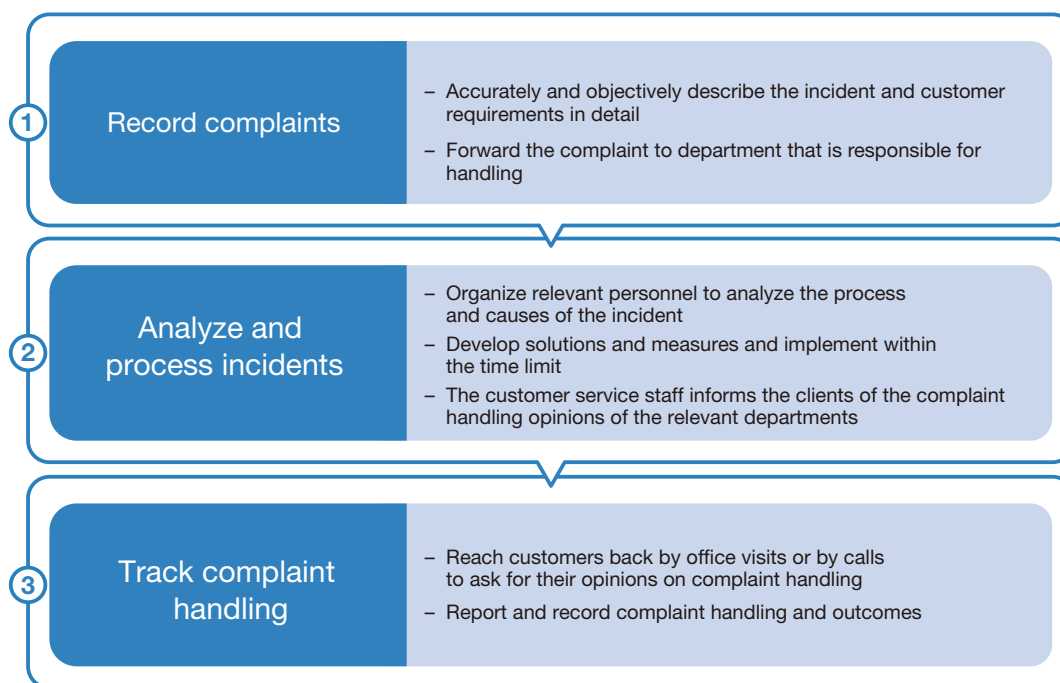 1
Record complaints
– Accurately and objectively describe the incident and customer
requirements in detail
– Forward the complaint to department that is responsible for
handling
2
Analyze and
process incidents
– Organize relevant personnel to analyze the process
and causes of the incident
– Develop solutions and measures and implement within
the time limit
– The customer service staff informs the clients of the complaint
handling opinions of the relevant departments
3
Track complaint
handling
– Reach customers back by office visits or by calls
to ask for their opinions on complaint handling
– Report and record complaint handling and outcomes